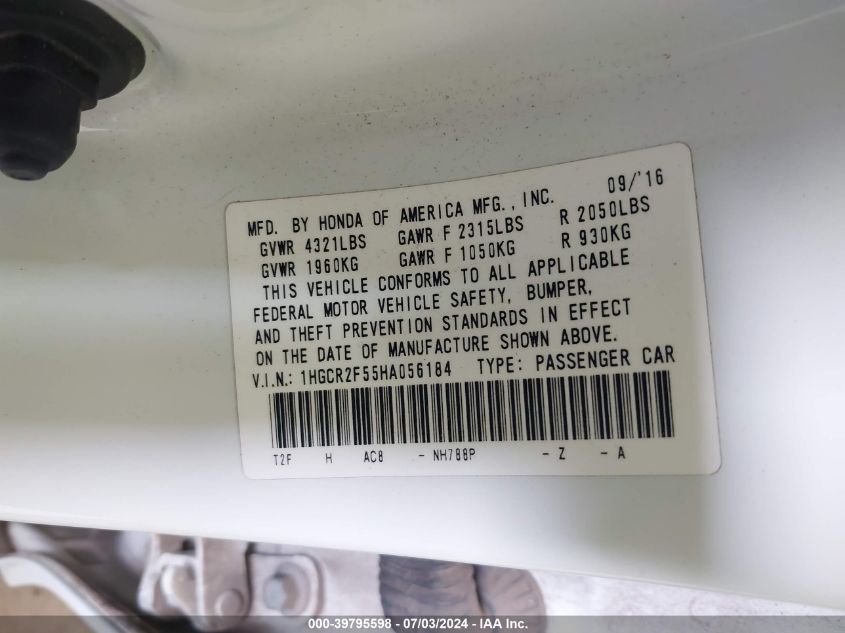 MFD. BY HONDA OF AMERICA MFG., INC. 09/'16
GVWR 4321LBS GAWR F 2315LBS R 2050LBS
GVWR 1960KG GAWR F 1050KG R 930KG
THIS VEHICLE CONFORMS TO ALL APPLICABLE
FEDERAL MOTOR VEHICLE SAFETY, BUMPER,
AND THEFT PREVENTION STANDARDS IN EFFECT
ON THE DATE OF MANUFACTURE SHOWN ABOVE.
V.I.N.: 1HGCR2F55HA056184 TYPE: PASSENGER CAR
T2F H AC8 - NH788P - Z - A
000-39795598 - 07/03/2024 - IAA Inc.